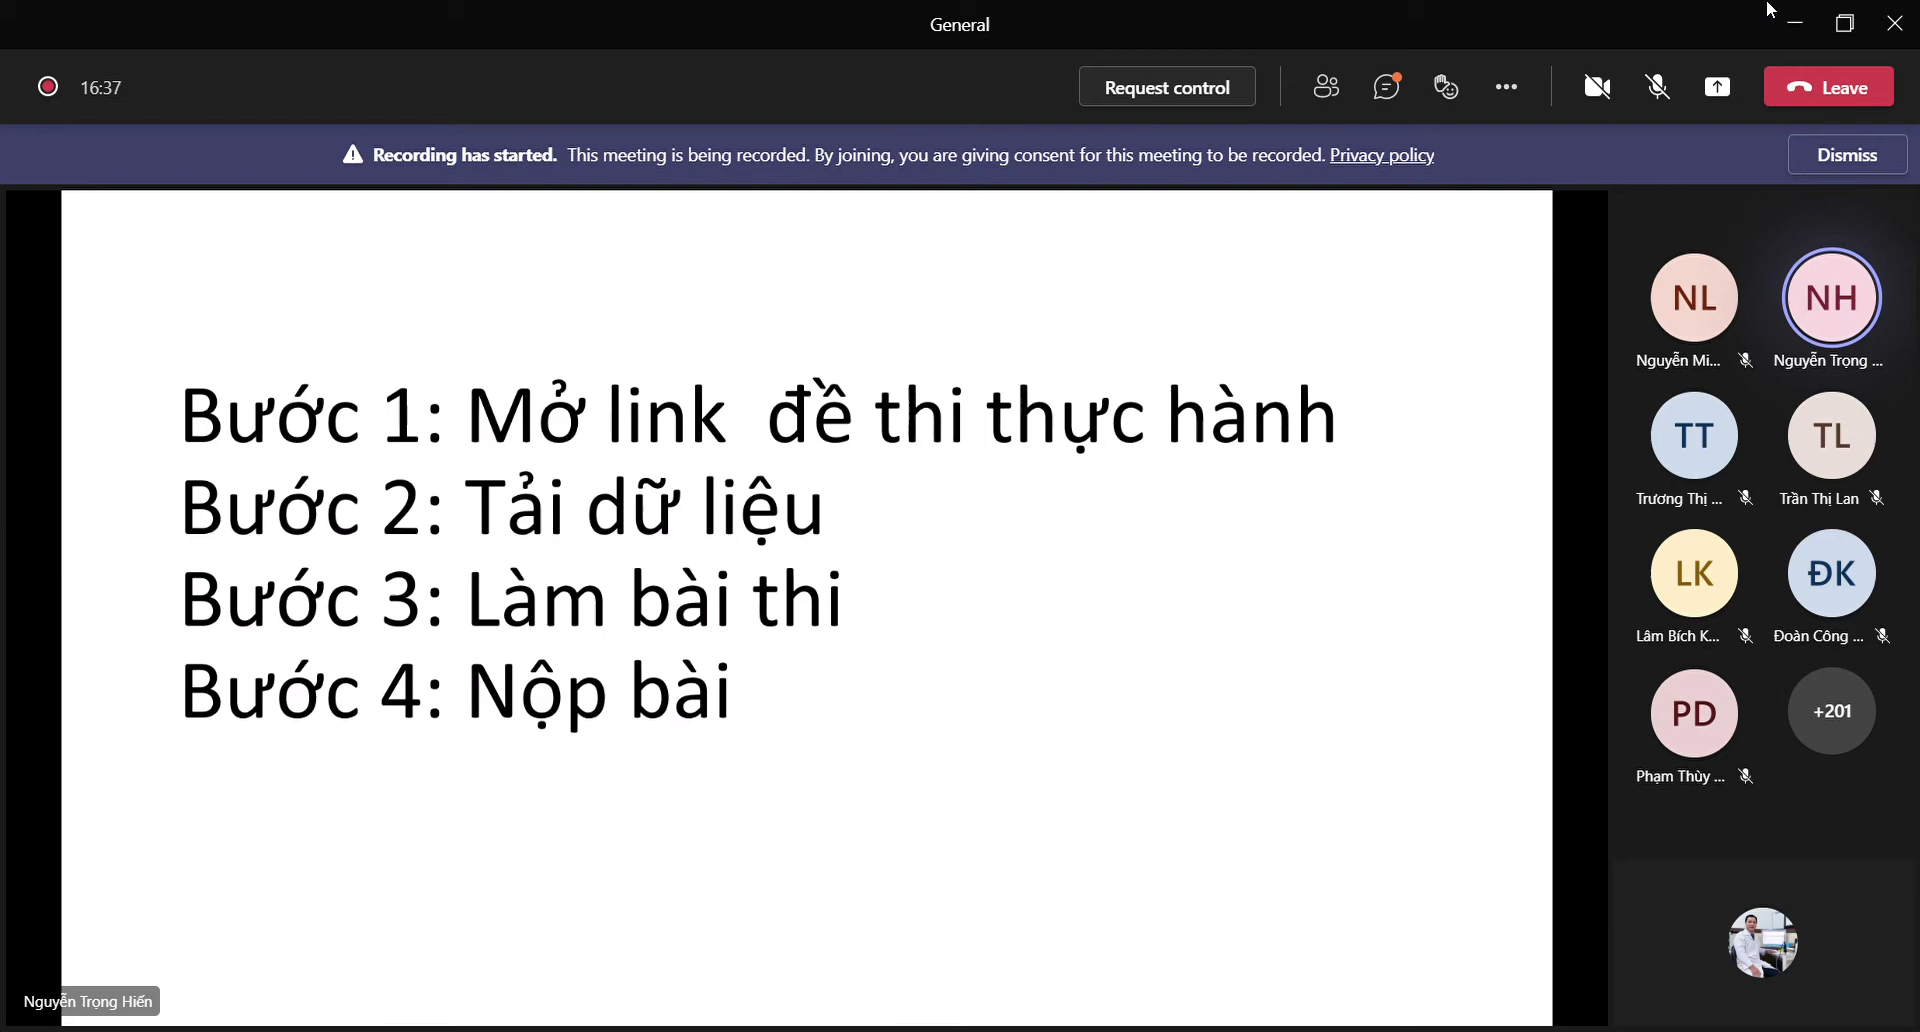 General
16:37
Request control
Leave
Recording has started. This meeting is being recorded. By joining, you are giving consent for this meeting to be recorded. Privacy policy
Dismiss
Bước 1: Mở link đề thi thực hành
Bước 2: Tải dữ liệu
Bước 3: Làm bài thi
Bước 4: Nộp bài
Nguyễn Trọng Hiến
NL
NH
Nguyễn Mi...
Nguyễn Trọng ...
TT
TL
Trương Thị ...
Trần Thị Lan
LK
ĐK
Lâm Bích K...
Đoàn Công ...
PD
+201
Phạm Thùy ...